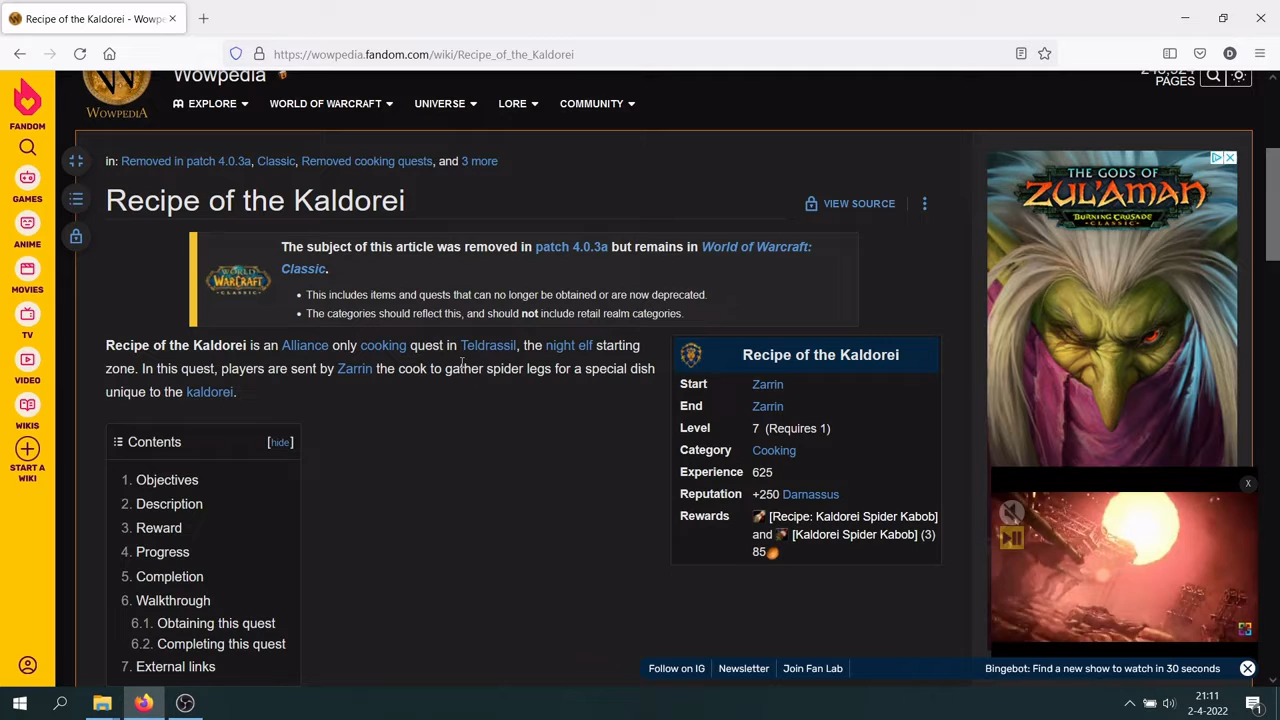 Recipe of the Kaldorei - Wowpe
https://wowpedia.fandom.com/wiki/Recipe_of_the_Kaldorei
Wowpedia
PAGES
WOWPEDIA
EXPLORE
WORLD OF WARCRAFT
UNIVERSE
LORE
COMMUNITY
FANDOM
GAMES
ANIME
MOVIES
TV
VIDEO
WIKIS
START A
WIKI
in: Removed in patch 4.0.3a, Classic, Removed cooking quests, and 3 more
Recipe of the Kaldorei
VIEW SOURCE
The subject of this article was removed in patch 4.0.3a but remains in World of Warcraft:
Classic.
WORLD OF
WARCRAFT
CLASSIC
• This includes items and quests that can no longer be obtained or are now deprecated.
• The categories should reflect this, and should not include retail realm categories.
Recipe of the Kaldorei is an Alliance only cooking quest in Teldrassil, the night elf starting
zone. In this quest, players are sent by Zarrin the cook to gather spider legs for a special dish
unique to the kaldorei.
Recipe of the Kaldorei
Start Zarrin
End Zarrin
Level 7 (Requires 1)
Category Cooking
Experience 625
Reputation +250 Darnassus
Rewards [Recipe: Kaldorei Spider Kabob]
and [Kaldorei Spider Kabob] (3)
85
Contents [hide]
1. Objectives
2. Description
3. Reward
4. Progress
5. Completion
6. Walkthrough
6.1. Obtaining this quest
6.2. Completing this quest
7. External links
THE GODS OF
ZUL'AMAN
BURNING CRUSADE
CLASSIC
X
Follow on IG
Newsletter
Join Fan Lab
Bingebot: Find a new show to watch in 30 seconds
21:11
2-4-2022